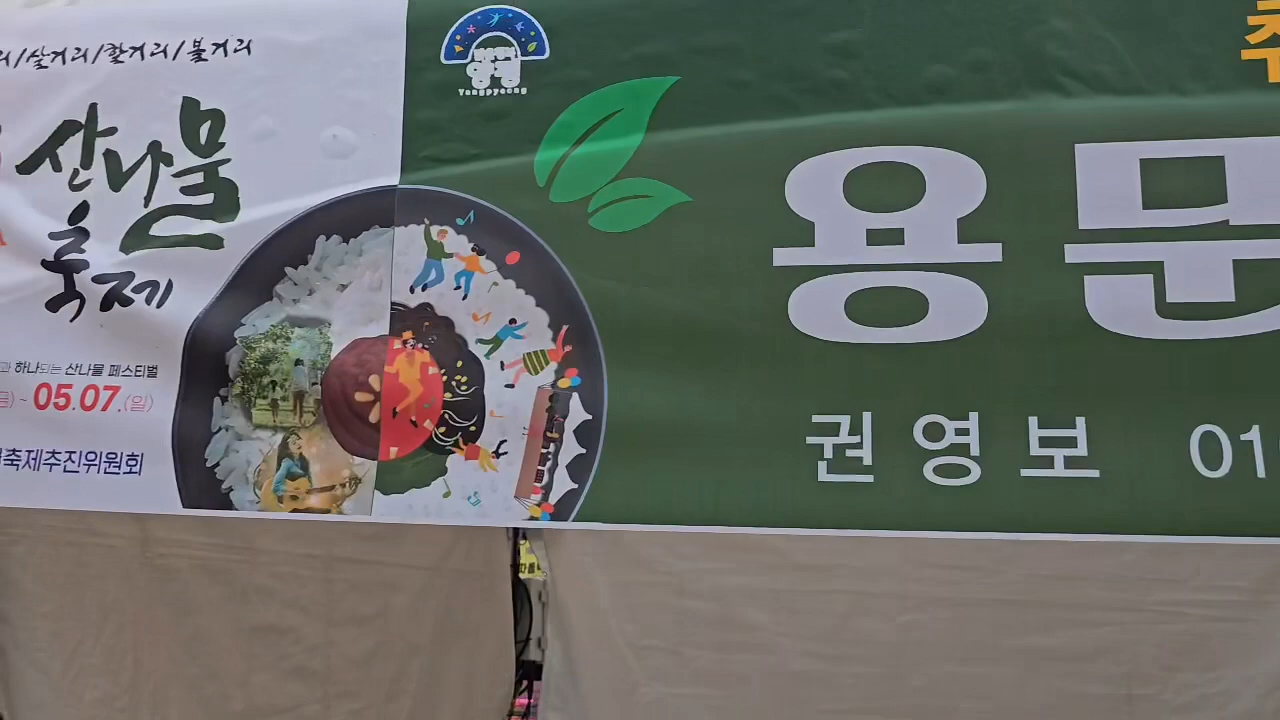 /살거리/할거리/볼거리
산나물
축제
하나되는 산나물 페스티벌
~ 05.07.(일)
축제추진위원회
양평
Yangpyeong
용문
권영보 01